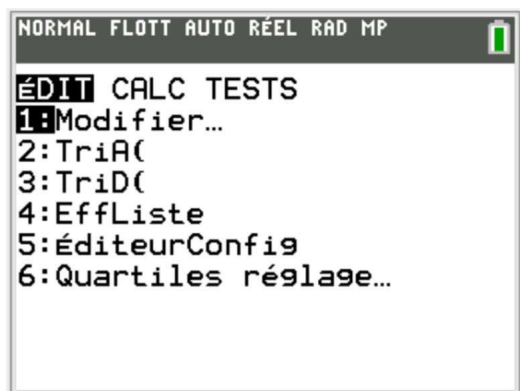 NORMAL FLOTT AUTO RÉEL RAD MP
ÉDIT CALC TESTS
1:Modifier…
2:TriA(
3:TriD(
4:EffListe
5:ÉditeurConfig
6:Quartiles réglage…